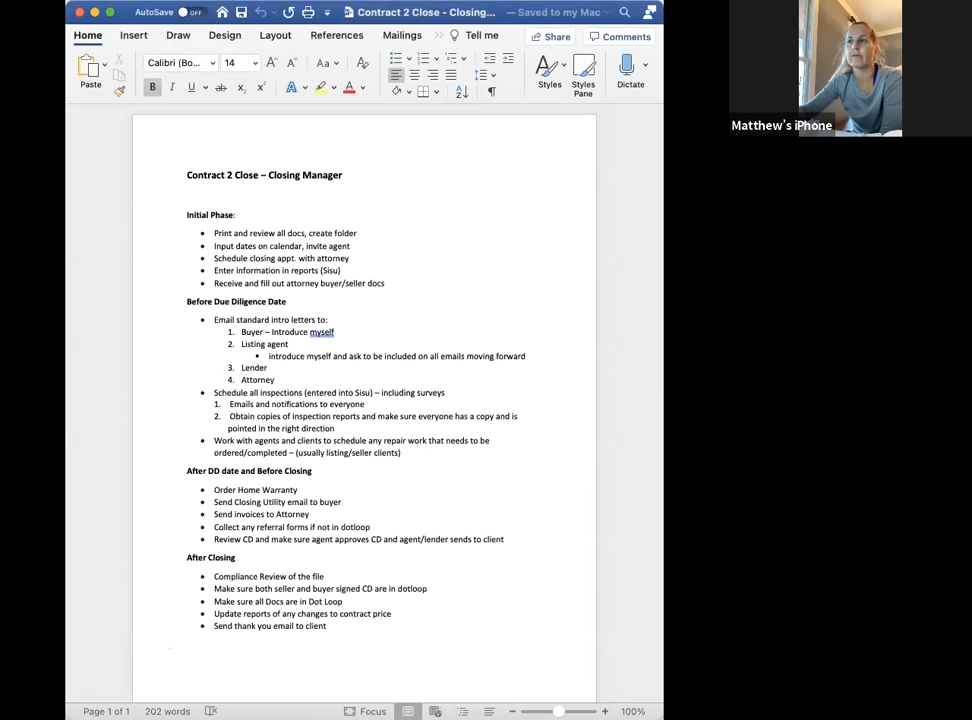 AutoSave OFF Contract 2 Close - Closing... — Saved to my Mac
Home Insert Draw Design Layout References Mailings Tell me Share Comments
Paste Calibri (Bo... 14 Styles Styles Pane Dictate
Contract 2 Close – Closing Manager
Initial Phase:
• Print and review all docs, create folder
• Input dates on calendar, invite agent
• Schedule closing appt. with attorney
• Enter information in reports (Sisu)
• Receive and fill out attorney buyer/seller docs
Before Due Diligence Date
• Email standard intro letters to:
1. Buyer – Introduce myself
2. Listing agent
▪ introduce myself and ask to be included on all emails moving forward
3. Lender
4. Attorney
• Schedule all inspections (entered into Sisu) – including surveys
1. Emails and notifications to everyone
2. Obtain copies of inspection reports and make sure everyone has a copy and is
pointed in the right direction
• Work with agents and clients to schedule any repair work that needs to be
ordered/completed – (usually listing/seller clients)
After DD date and Before Closing
• Order Home Warranty
• Send Closing Utility email to buyer
• Send invoices to Attorney
• Collect any referral forms if not in dotloop
• Review CD and make sure agent approves CD and agent/lender sends to client
After Closing
• Compliance Review of the file
• Make sure both seller and buyer signed CD are in dotloop
• Make sure all Docs are in Dot Loop
• Update reports of any changes to contract price
• Send thank you email to client
Page 1 of 1 202 words Focus 100%
Matthew's iPhone